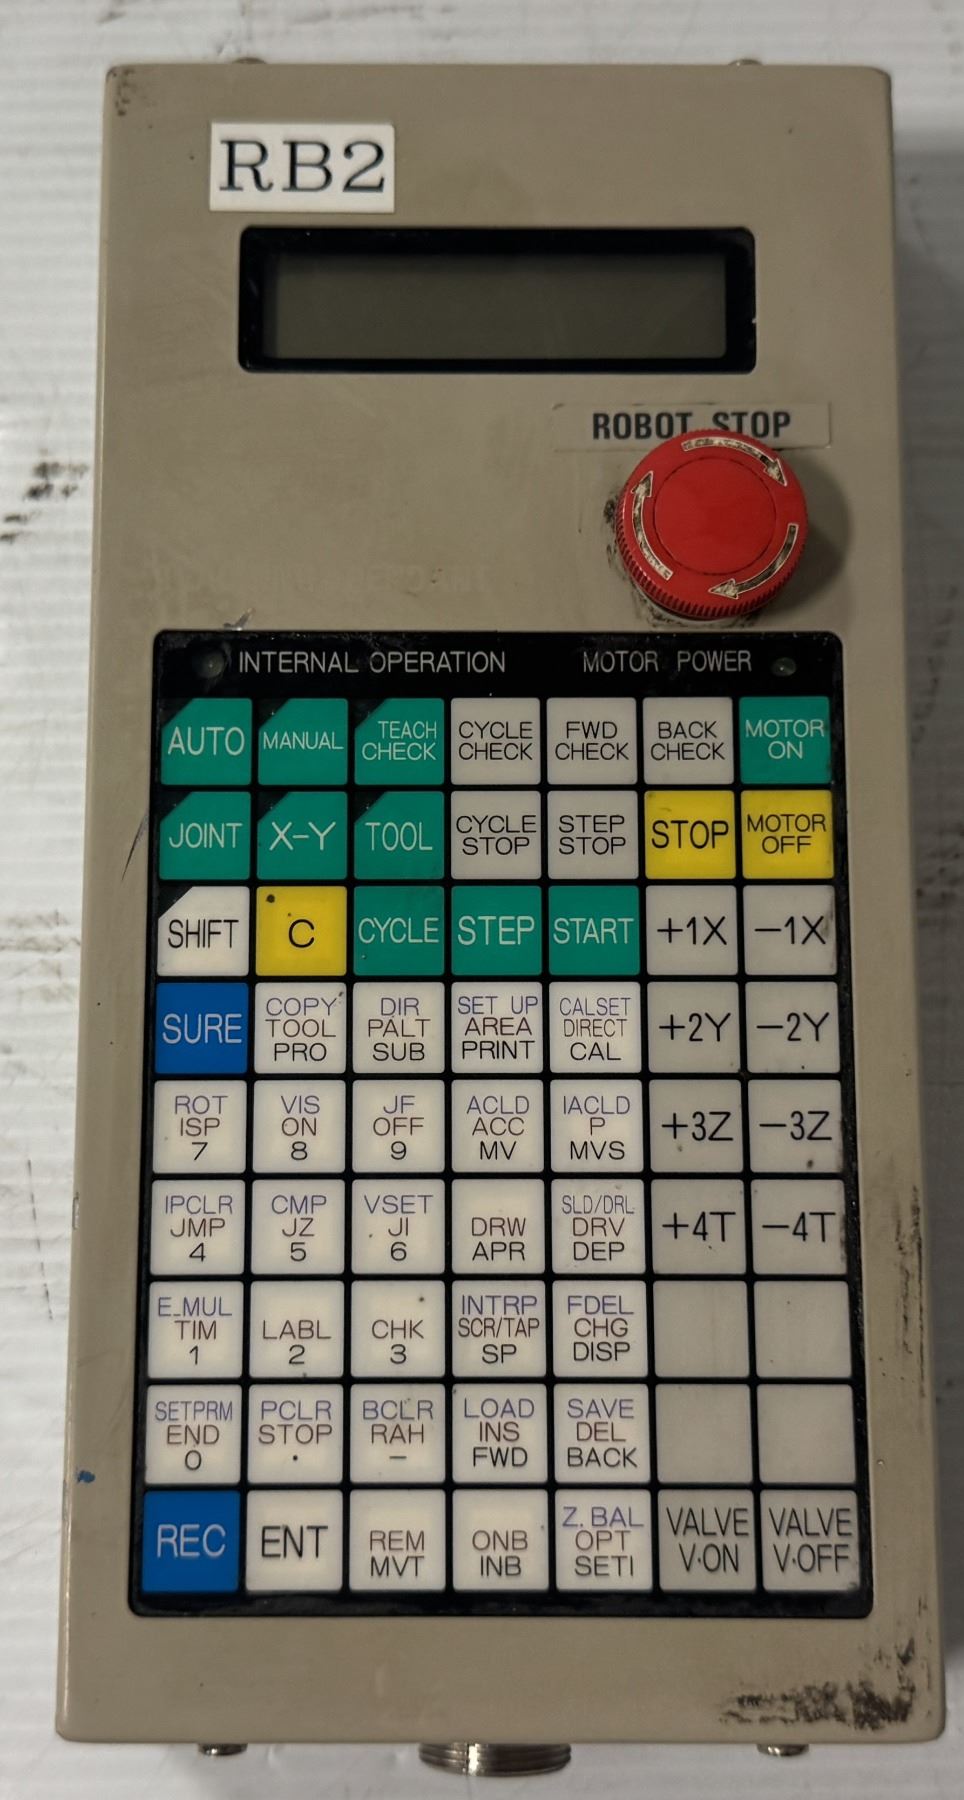 RB2
ROBOT STOP
INTERNAL OPERATION MOTOR POWER
AUTO
MANUAL
TEACH
CHECK
CYCLE
CHECK
FWD
CHECK
BACK
CHECK
MOTOR
ON
JOINT
X-Y
TOOL
CYCLE
STOP
STEP
STOP
STOP
MOTOR
OFF
SHIFT
C
CYCLE
STEP
START
+1X
-1X
SURE
COPY
TOOL
PRO
DIR
PALT
SUB
SET UP
AREA
PRINT
CALSET
DIRECT
CAL
+2Y
-2Y
ROT
ISP
7
VIS
ON
8
JF
OFF
9
ACLD
ACC
MV
IACLD
P
MVS
+3Z
-3Z
IPCLR
JMP
4
CMP
JZ
5
VSET
JI
6
DRW
APR
SLD/DRL
DRV
DEP
+4T
-4T
E_MUL
TIM
1
LABL
2
CHK
3
INTRP
SCR/TAP
SP
FDEL
CHG
DISP
SETPRM
END
0
PCLR
STOP
·
BCLR
RAH
-
LOAD
INS
FWD
SAVE
DEL
BACK
REC
ENT
REM
MVT
ONB
INB
Z. BAL
OPT
SETI
VALVE
V·ON
VALVE
V·OFF